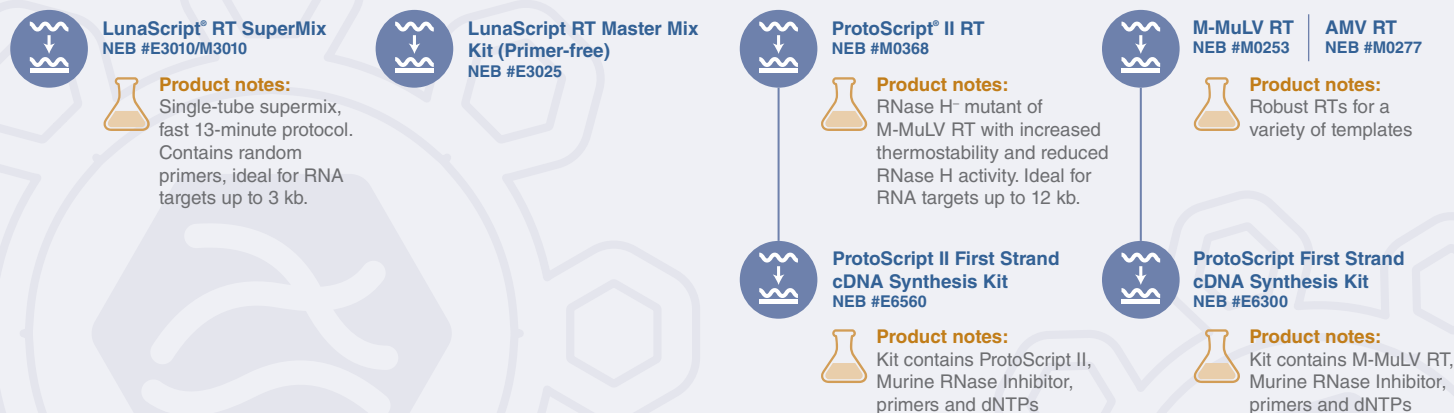 LunaScript® RT SuperMix
NEB #E3010/M3010
Product notes:
Single-tube supermix,
fast 13-minute protocol.
Contains random
primers, ideal for RNA
targets up to 3 kb.
LunaScript RT Master Mix
Kit (Primer-free)
NEB #E3025
ProtoScript® II RT
NEB #M0368
Product notes:
RNase H– mutant of
M-MuLV RT with increased
thermostability and reduced
RNase H activity. Ideal for
RNA targets up to 12 kb.
ProtoScript II First Strand
cDNA Synthesis Kit
NEB #E6560
Product notes:
Kit contains ProtoScript II,
Murine RNase Inhibitor,
primers and dNTPs
M-MuLV RT
NEB #M0253
AMV RT
NEB #M0277
Product notes:
Robust RTs for a
variety of templates
ProtoScript First Strand
cDNA Synthesis Kit
NEB #E6300
Product notes:
Kit contains M-MuLV RT,
Murine RNase Inhibitor,
primers and dNTPs